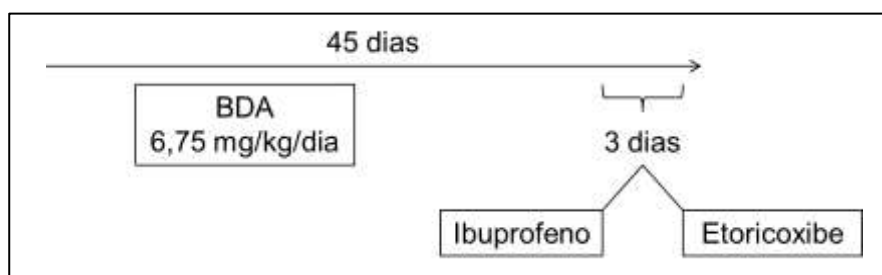 45 dias
BDA
6,75 mg/kg/dia
3 dias
Ibuprofeno
Etoricoxibe